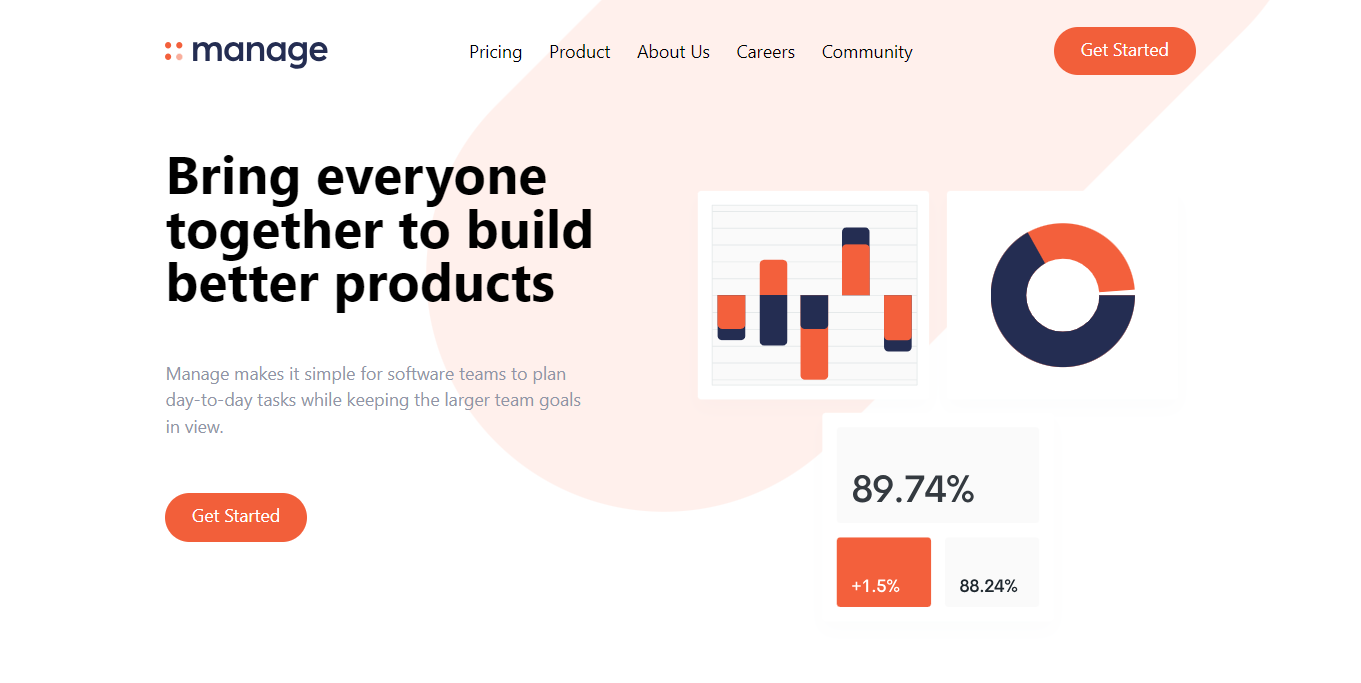 manage
Pricing
Product
About Us
Careers
Community
Get Started
Bring everyone
together to build
better products
Manage makes it simple for software teams to plan
day-to-day tasks while keeping the larger team goals
in view.
Get Started
89.74%
+1.5%
88.24%